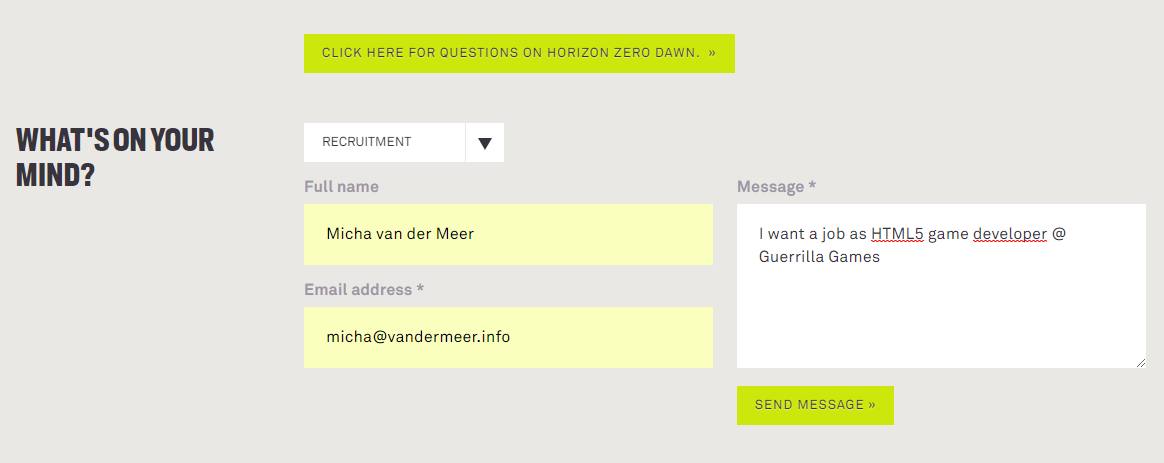 CLICK HERE FOR QUESTIONS ON HORIZON ZERO DAWN. »
WHAT'S ON YOUR
MIND?
RECRUITMENT
Full name
Micha van der Meer
Email address *
micha@vandermeer.info
Message *
I want a job as HTML5 game developer @
Guerrilla Games
SEND MESSAGE »